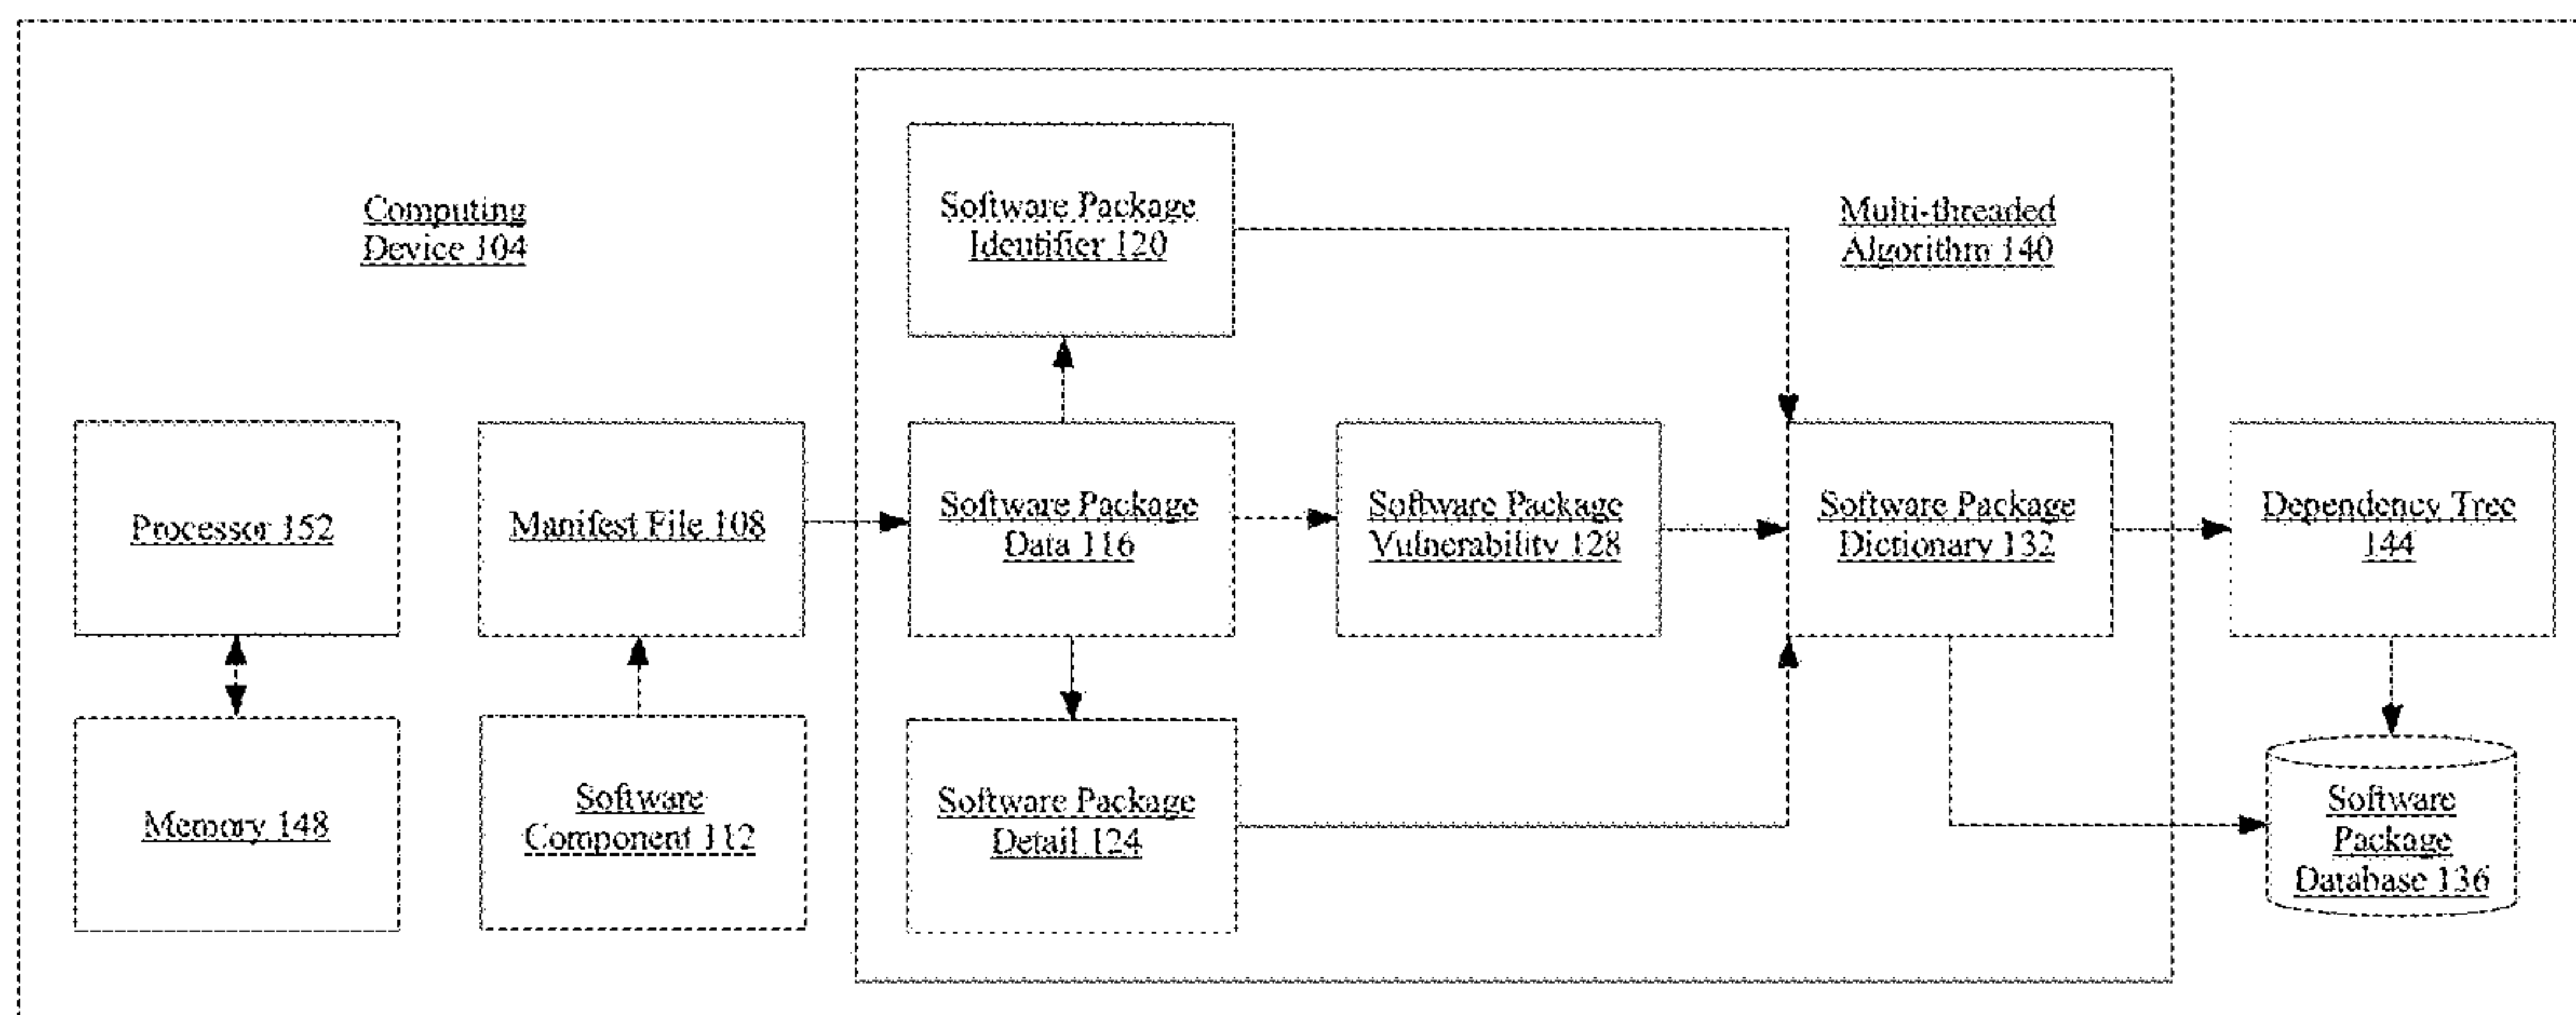 Computing
Device 104
Software Package
Identifier 120
Multi-threaded
Algorithm 140
Processor 152
Manifest File 108
Software Package
Data 116
Software Package
Vulnerability 128
Software Package
Dictionary 132
Dependency Tree
144
Memory 148
Software
Component 112
Software Package
Detail 124
Software
Package
Database 136